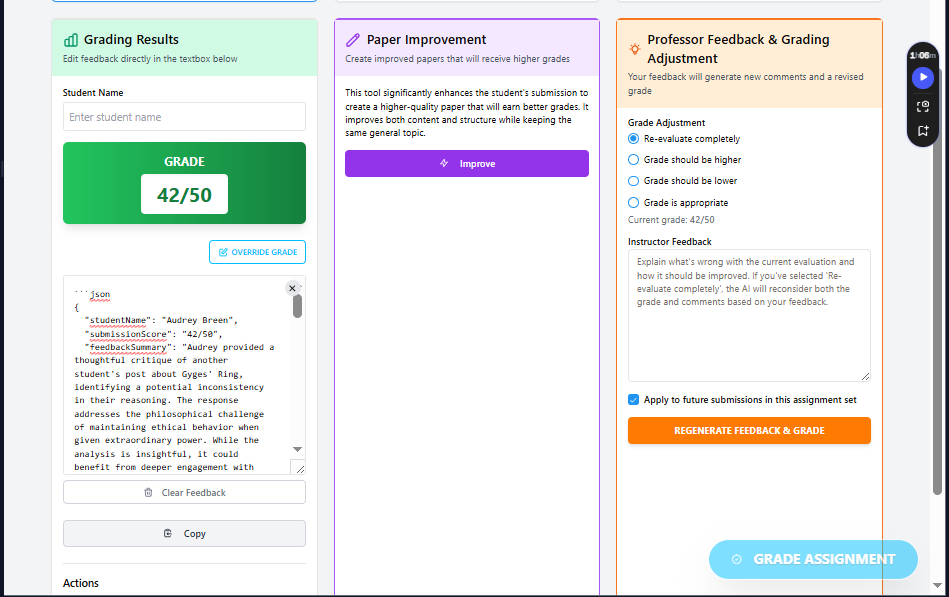 Grading Results
Edit feedback directly in the textbox below
Student Name
Enter student name
GRADE
42/50
OVERRIDE GRADE
```json
{
"studentName": "Audrey Breen",
"submissionScore": "42/50",
"feedbackSummary": "Audrey provided a
thoughtful critique of another
student's post about Gyges' Ring,
identifying a potential inconsistency
in their reasoning. The response
addresses the philosophical challenge
of maintaining ethical behavior when
given extraordinary power. While the
analysis is insightful, it could
benefit from deeper engagement with
Clear Feedback
Copy
Actions
Paper Improvement
Create improved papers that will receive higher grades
This tool significantly enhances the student's submission to
create a higher-quality paper that will earn better grades. It
improves both content and structure while keeping the
same general topic.
Improve
Professor Feedback & Grading
Adjustment
Your feedback will generate new comments and a revised
grade
Grade Adjustment
Re-evaluate completely
Grade should be higher
Grade should be lower
Grade is appropriate
Current grade: 42/50
Instructor Feedback
Explain what's wrong with the current evaluation and
how it should be improved. If you've selected 'Re-
evaluate completely', the AI will reconsider both the
grade and comments based on your feedback.
Apply to future submissions in this assignment set
REGENERATE FEEDBACK & GRADE
GRADE ASSIGNMENT